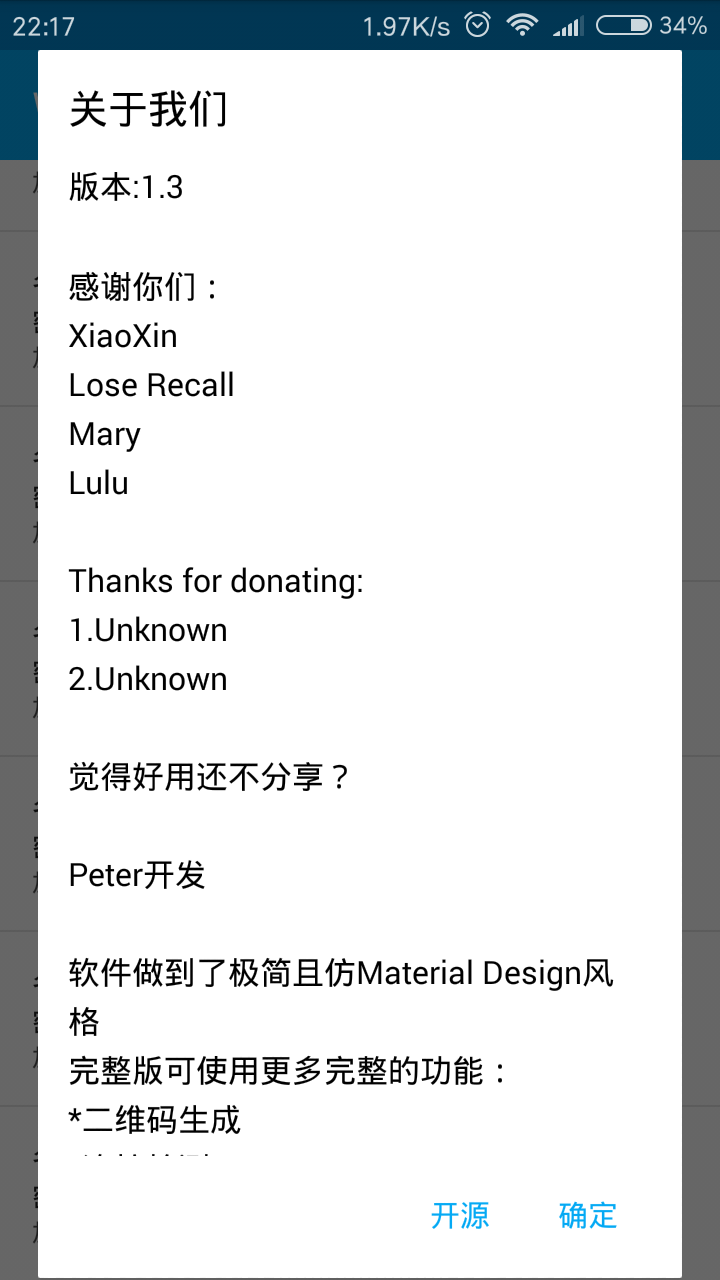 22:17
1.97K/s
34%
关于我们
版本:1.3
感谢你们：
XiaoXin
Lose Recall
Mary
Lulu
Thanks for donating:
1.Unknown
2.Unknown
觉得好用还不分享？
Peter开发
软件做到了极简且仿Material Design风
格
完整版可使用更多完整的功能：
*二维码生成
开源
确定